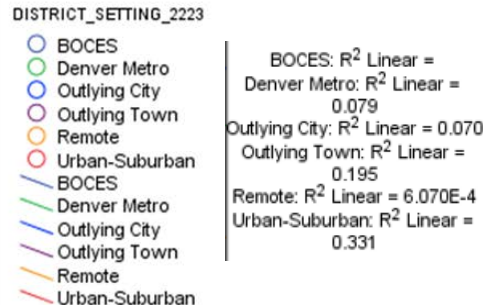 DISTRICT_SETTING_2223
BOCES
Denver Metro
Outlying City
Outlying Town
Remote
Urban-Suburban
BOCES
Denver Metro
Outlying City
Outlying Town
Remote
Urban-Suburban
BOCES: R² Linear =
Denver Metro: R² Linear =
0.079
Outlying City: R² Linear = 0.070
Outlying Town: R² Linear =
0.195
Remote: R² Linear = 6.070E-4
Urban-Suburban: R² Linear =
0.331